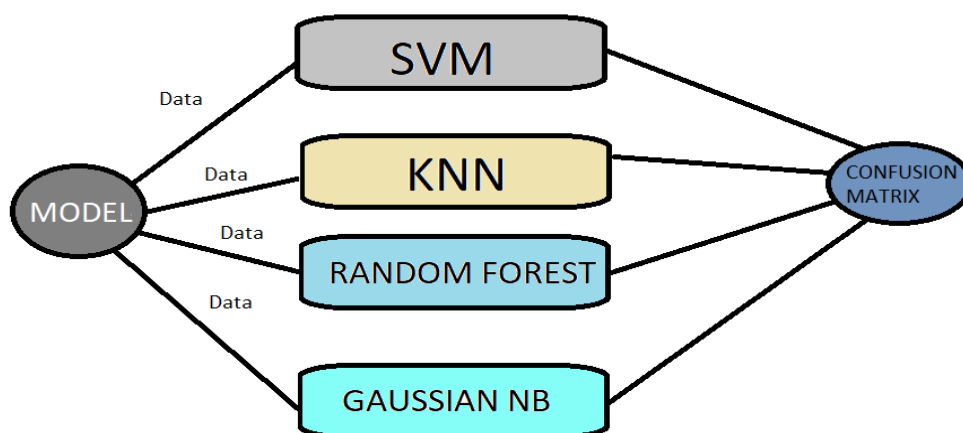 SVM
Data
KNN
Data
MODEL
CONFUSION
MATRIX
Data
RANDOM FOREST
Data
GAUSSIAN NB